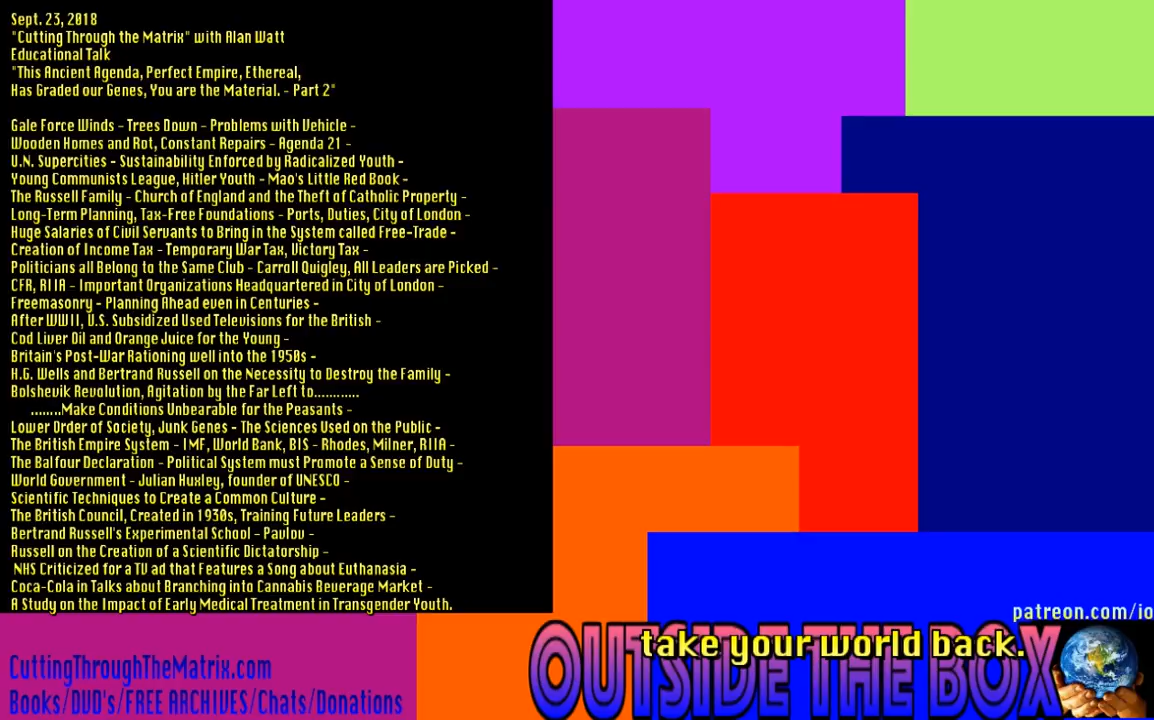 Sept. 23, 2018
"Cutting Through the Matrix" with Alan Watt
Educational Talk
"This Ancient Agenda, Perfect Empire, Ethereal,
Has Graded our Genes, You are the Material. - Part 2"
Gale Force Winds - Trees Down - Problems with Vehicle -
Wooden Homes and Rot, Constant Repairs - Agenda 21 -
U.N. Supercities - Sustainability Enforced by Radicalized Youth -
Young Communists League, Hitler Youth - Mao's Little Red Book -
The Russell Family - Church of England and the Theft of Catholic Property -
Long-Term Planning, Tax-Free Foundations - Ports, Duties, City of London -
Huge Salaries of Civil Servants to Bring in the System called Free-Trade -
Creation of Income Tax - Temporary War Tax, Victory Tax -
Politicians all Belong to the Same Club - Carroll Quigley, All Leaders are Picked -
CFR, RIIA - Important Organizations Headquartered in City of London -
Freemasonry - Planning Ahead even in Centuries -
After WWII, U.S. Subsidized Used Televisions for the British -
Cod Liver Oil and Orange Juice for the Young -
Britain's Post-War Rationing well into the 1950s -
H.G. Wells and Bertrand Russell on the Necessity to Destroy the Family -
Bolshevik Revolution, Agitation by the Far Left to............
........Make Conditions Unbearable for the Peasants -
Lower Order of Society, Junk Genes - The Sciences Used on the Public -
The British Empire System - IMF, World Bank, BIS - Rhodes, Milner, RIIA -
The Balfour Declaration - Political System must Promote a Sense of Duty -
World Government - Julian Huxley, founder of UNESCO -
Scientific Techniques to Create a Common Culture -
The British Council, Created in 1930s, Training Future Leaders -
Bertrand Russell's Experimental School - Pavlov -
Russell on the Creation of a Scientific Dictatorship -
NHS Criticized for a TV ad that Features a Song about Euthanasia -
Coca-Cola in Talks about Branching into Cannabis Beverage Market -
A Study on the Impact of Early Medical Treatment in Transgender Youth.
patreon.com/io
OUTSIDE THE BOX
take your world back.
CuttingThroughTheMatrix.com
Books/DVD's/FREE ARCHIVES/Chats/Donations